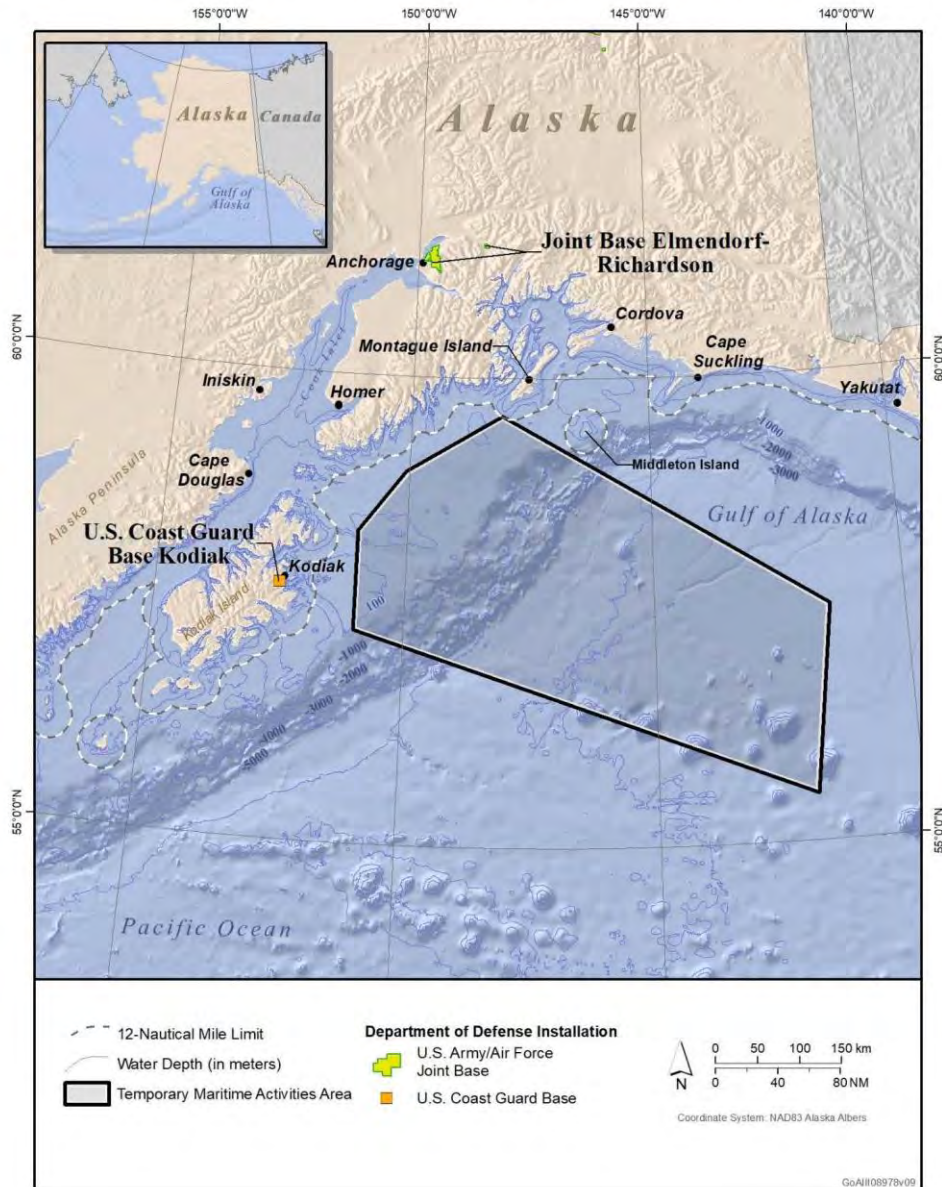 155°0'0"W
150°0'0"W
145°0'0"W
140°0'0"W
Alaska
Canada
Gulf of
Alaska
Alaska
Joint Base Elmendorf-
Richardson
Anchorage
60°0'0"N
60°0'0"N
Cordova
Montague Island
Cape
Suckling
Cook Inlet
Iniskin
Homer
Yakutat
-1000
-2000
-3000
Cape
Douglas
Middleton Island
Alaska Peninsula
Gulf of Alaska
U.S. Coast Guard
Base Kodiak
Kodiak
Kodiak Island
100
-1000
-2000
-3000
-4000
-5000
55°0'0"N
55°0'0"N
Pacific Ocean
12-Nautical Mile Limit
Water Depth (in meters)
Temporary Maritime Activities Area
Department of Defense Installation
U.S. Army/Air Force
Joint Base
U.S. Coast Guard Base
N
0 50 100 150 km
0 40 80 NM
Coordinate System: NAD83 Alaska Albers
GoAIII08978v09